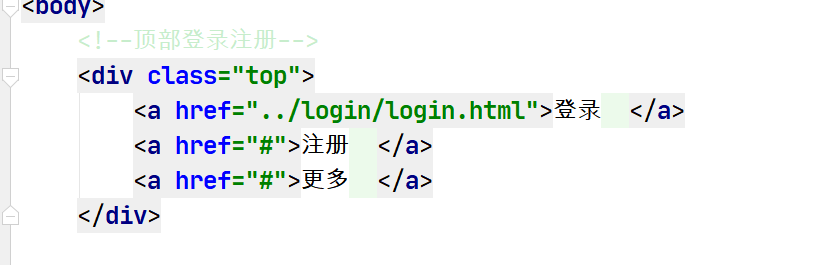 <body>
<!--顶部登录注册-->
<div class="top">
<a href="../login/login.html">登录  </a>
<a href="#">注册  </a>
<a href="#">更多  </a>
</div>